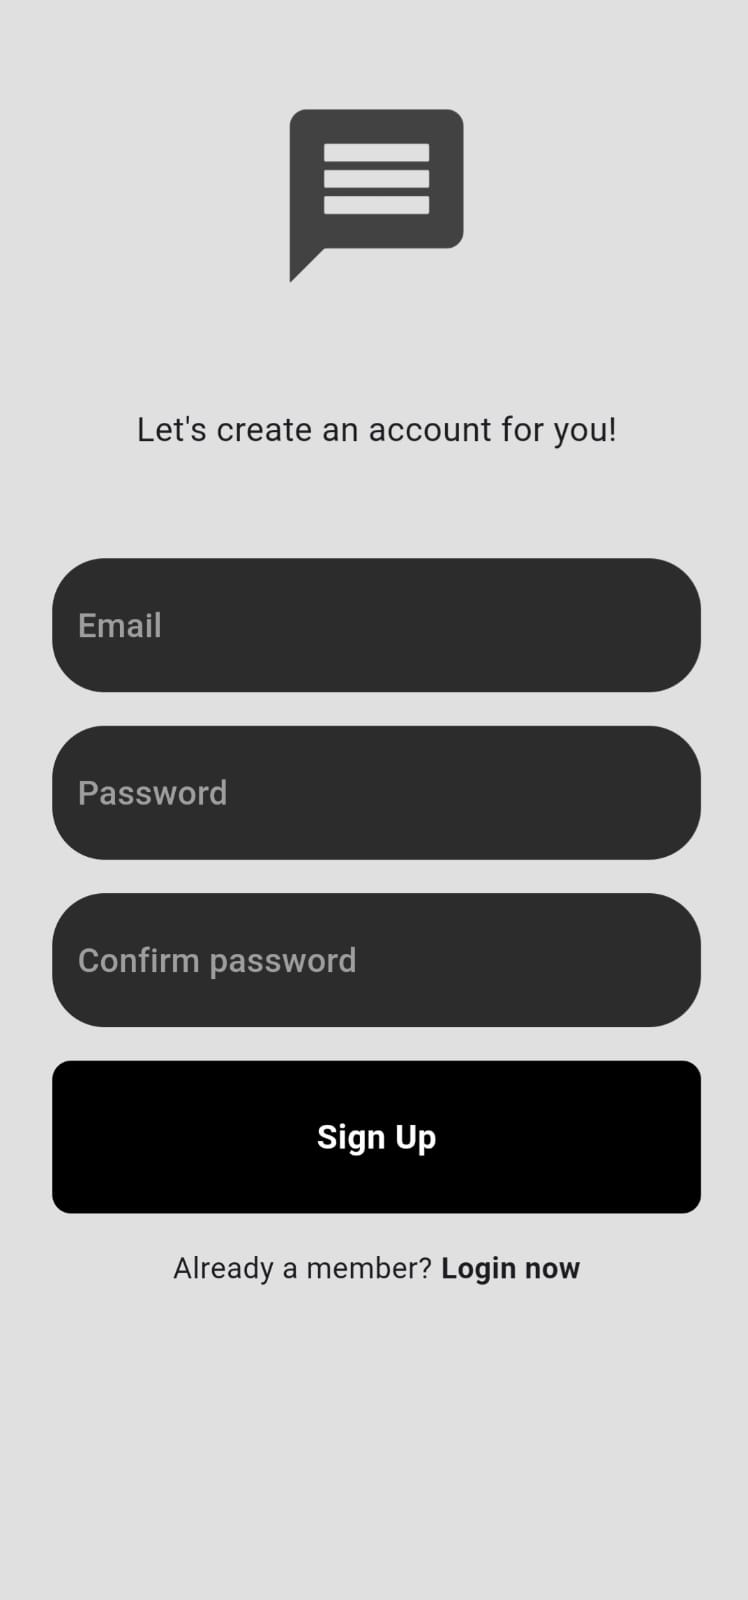 Let's create an account for you!
Email
Password
Confirm password
Sign Up
Already a member? Login now